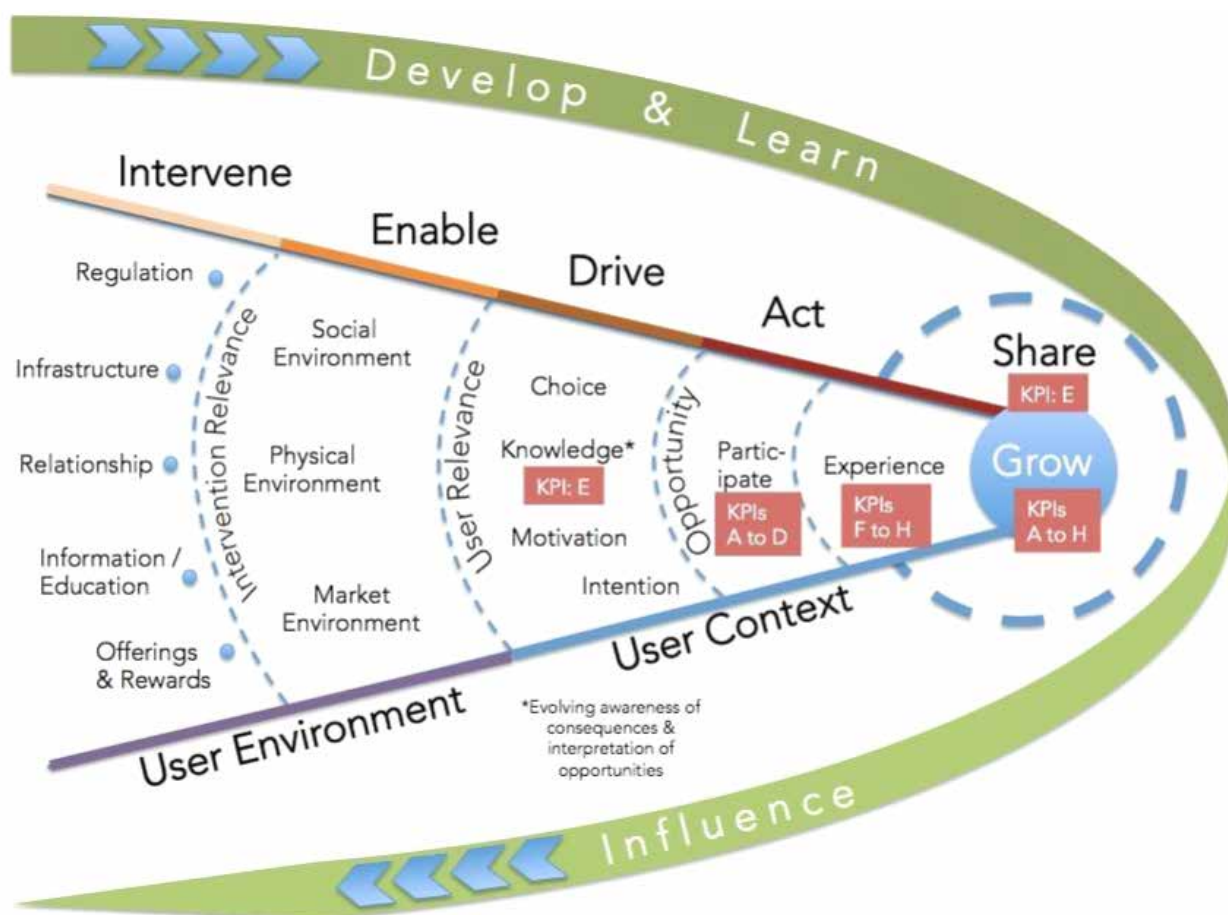 Develop & Learn
Intervene
Enable
Drive
Act
Share
KPI: E
Grow
KPIs
A to H
Regulation
Infrastructure
Relationship
Information /
Education
Offerings
& Rewards
Intervention Relevance
Social
Environment
Physical
Environment
Market
Environment
User Relevance
Choice
Knowledge*
KPI: E
Motivation
Intention
Opportunity
Partic-
ipate
KPIs
A to D
Experience
KPIs
F to H
User Environment
User Context
*Evolving awareness of
consequences &
interpretation of
opportunities
Influence